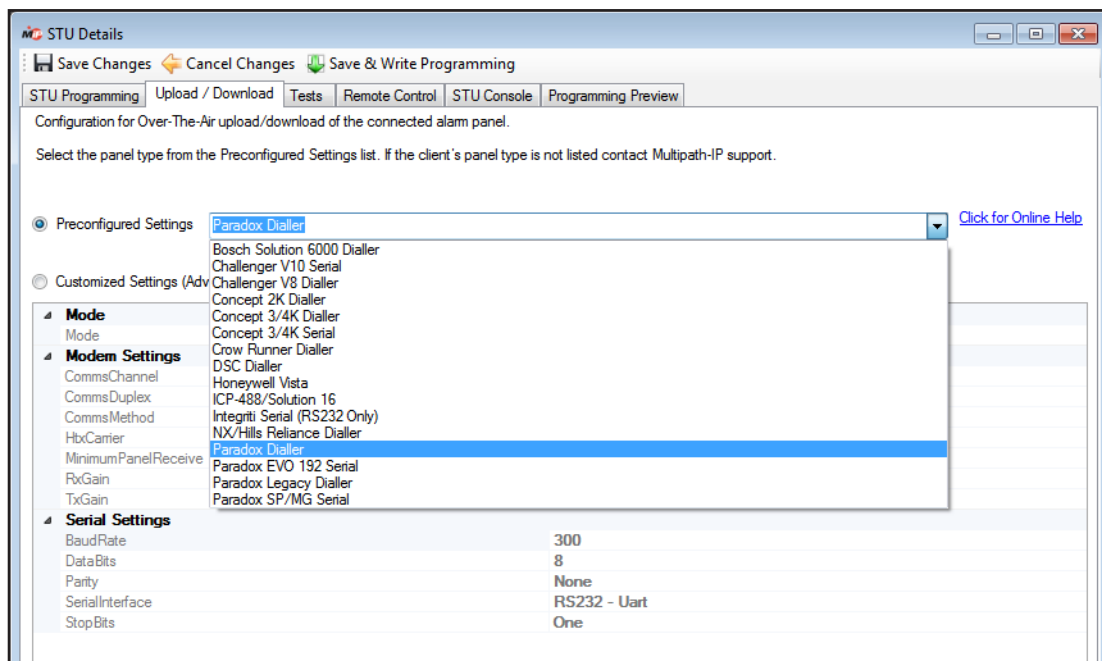 STU Details
Save Changes Cancel Changes Save & Write Programming
STU Programming Upload / Download Tests Remote Control STU Console Programming Preview
Configuration for Over-The-Air upload/download of the connected alarm panel.
Select the panel type from the Preconfigured Settings list. If the client's panel type is not listed contact Multipath-IP support.
Preconfigured Settings Paradox Dialler Click for Online Help
Bosch Solution 6000 Dialler
Challenger V10 Serial
Customized Settings (Adv Challenger V8 Dialler
Concept 2K Dialler
Mode Concept 3/4K Dialler
Mode Concept 3/4K Serial
Modem Settings Crow Runner Dialler
CommsChannel DSC Dialler
CommsDuplex Honeywell Vista
ICP-488/Solution 16
CommsMethod Integriti Serial (RS232 Only)
HtxCarrier NX/Hills Reliance Dialler
Paradox Dialler
MinimumPanelReceive Paradox EVO 192 Serial
RxGain Paradox Legacy Dialler
TxGain Paradox SP/MG Serial
Serial Settings
BaudRate 300
DataBits 8
Parity None
SerialInterface RS232 - Uart
StopBits One